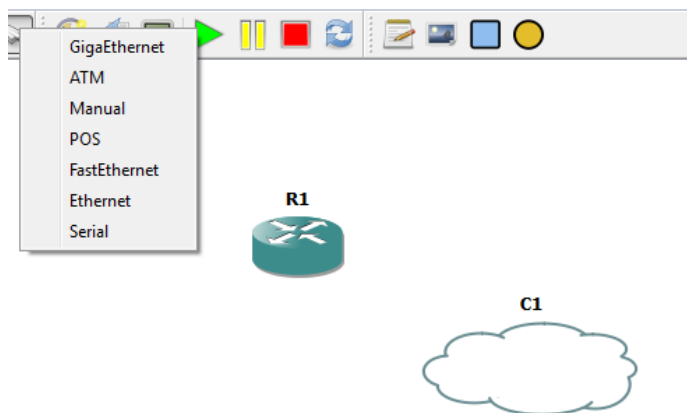 GigaEthernet
ATM
Manual
POS
FastEthernet
Ethernet
Serial
R1
C1